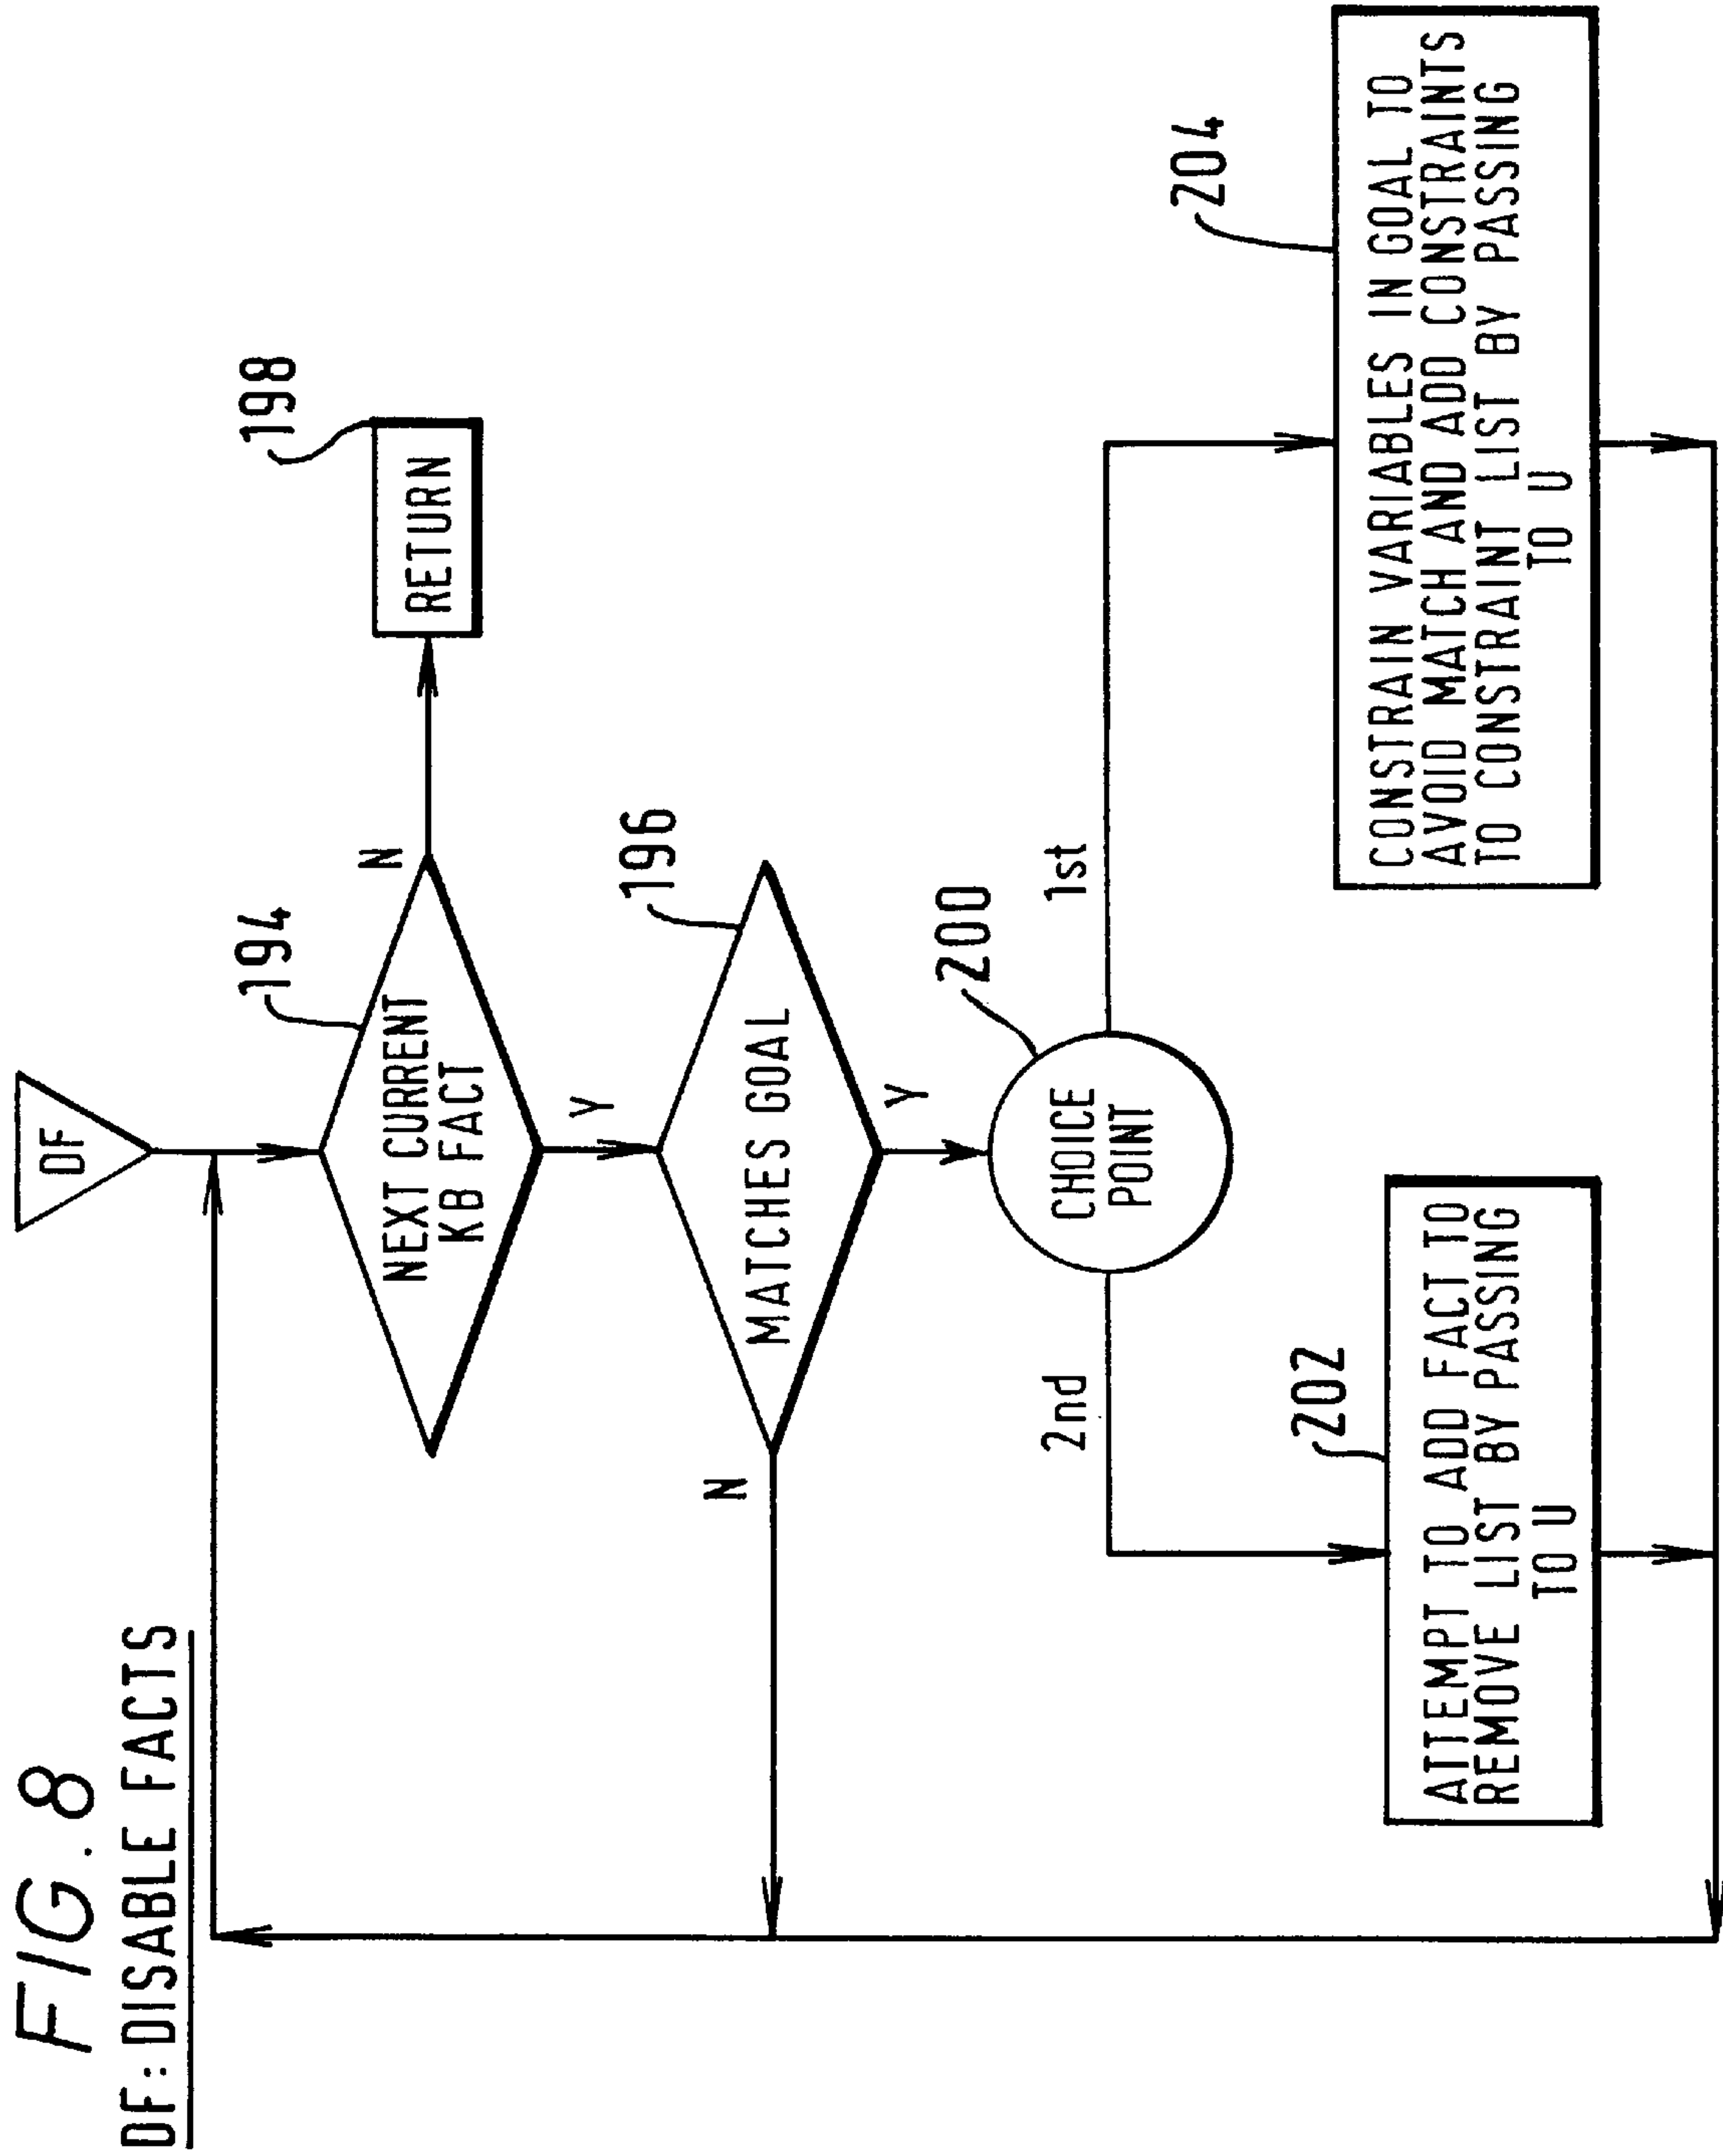 FIG. 8
DF: DISABLE FACTS
DF
194
NEXT CURRENT
KB FACT
N
198
RETURN
Y
196
MATCHES GOAL
N
Y
200
CHOICE
POINT
2nd
1st
202
ATTEMPT TO ADD FACT TO
REMOVE LIST BY PASSING
TO U
204
CONSTRAIN VARIABLES IN GOAL TO
AVOID MATCH AND ADD CONSTRAINTS
TO CONSTRAINT LIST BY PASSING
TO U